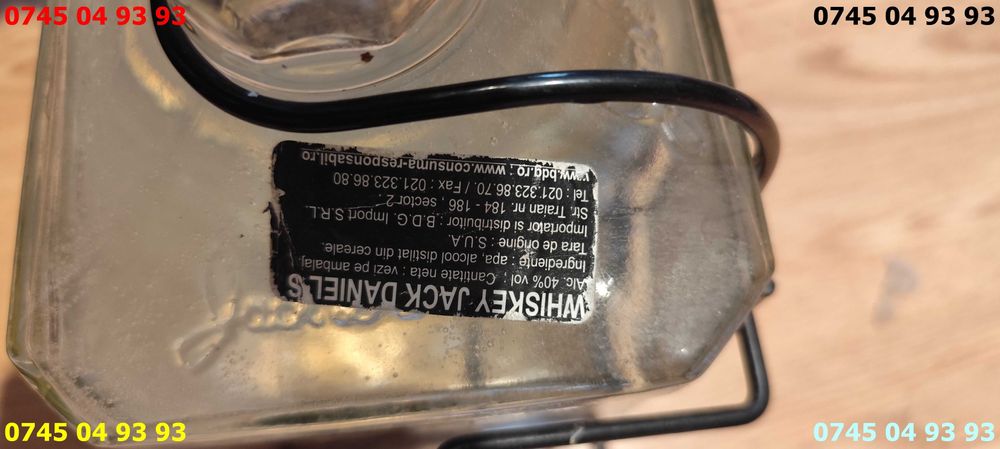 0745 04 93 93
0745 04 93 93
WHISKEY JACK DANIEL'S
Alc. 40% vol : Cantitate neta : vezi pe ambalaj.
Ingrediente : apa, alcool distilat din cereale.
Tara de origine : S.U.A.
Importator si distribuitor : B.D.G. Import S.R.L.
Str. Traian nr. 184 - 186 , sector 2
Tel : 021.323.86.70. / Fax : 021.323.86.80
www.bdg.ro ; www.consuma-responsabil.ro
0745 04 93 93
0745 04 93 93